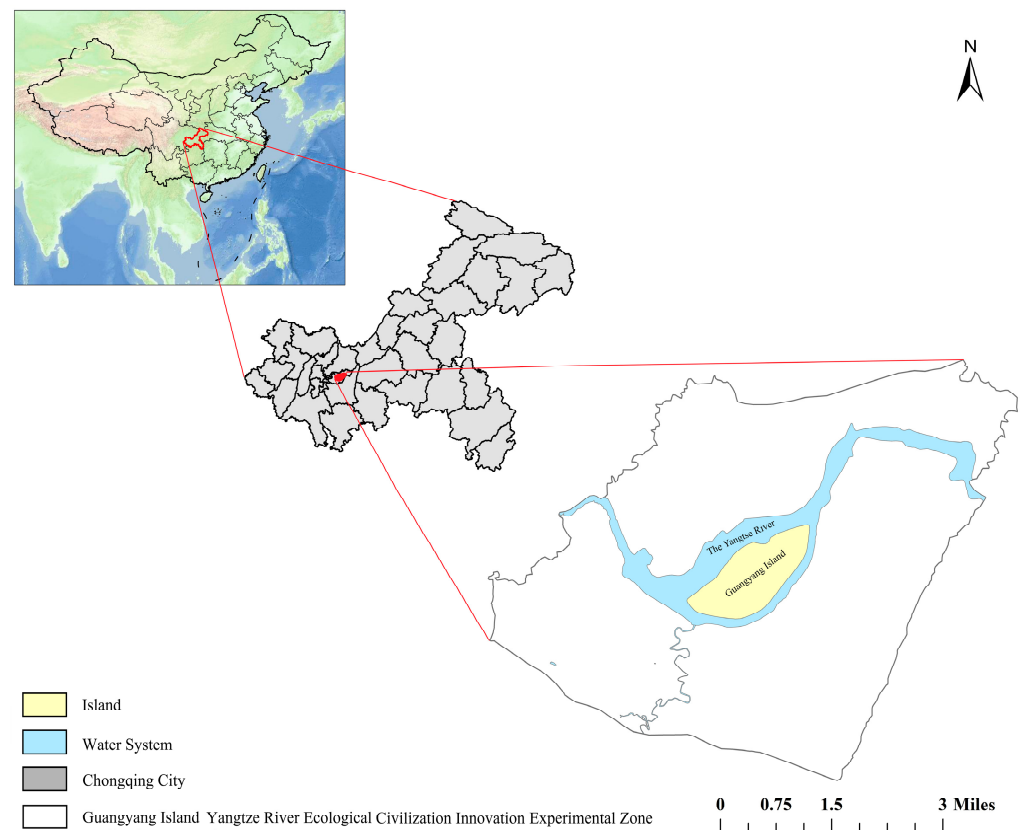 N
The Yangtse River
Guangyang Island
Island
Water System
Chongqing City
Guangyang Island Yangtze River Ecological Civilization Innovation Experimental Zone
0 0.75 1.5 3 Miles